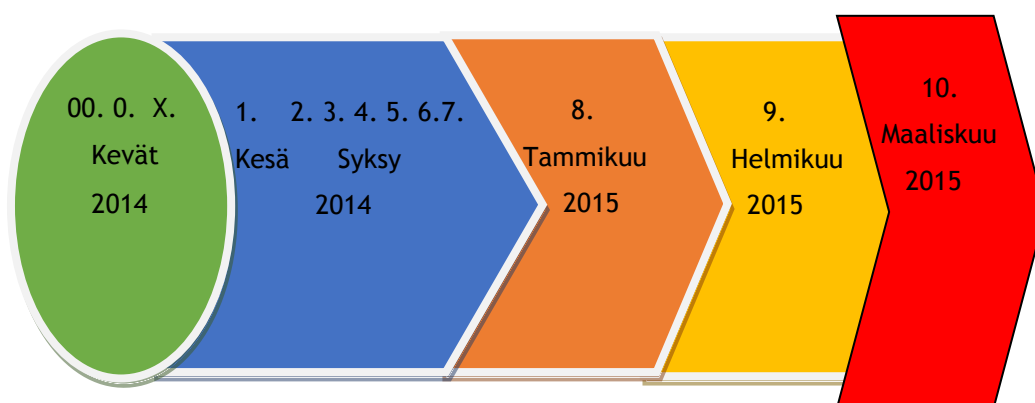 00. 0. X.
Kevät
2014
1. 2. 3. 4. 5. 6.7.
Kesä Syksy
2014
8.
Tammikuu
2015
9.
Helmikuu
2015
10.
Maaliskuu
2015